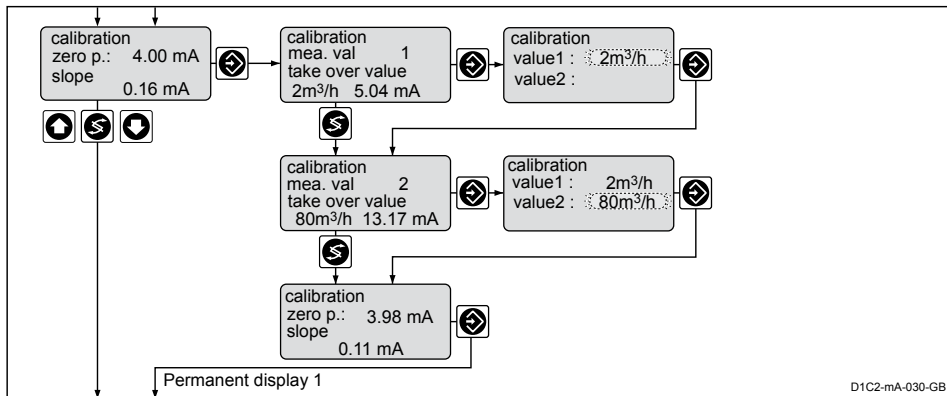 calibration
zero p.: 4.00 mA
slope
0.16 mA
calibration
mea. val 1
take over value
2m³/h 5.04 mA
calibration
value1 : 2m³/h
value2 :
calibration
mea. val 2
take over value
80m³/h 13.17 mA
calibration
value1 : 2m³/h
value2 : 80m³/h
calibration
zero p.: 3.98 mA
slope
0.11 mA
Permanent display 1
D1C2-mA-030-GB